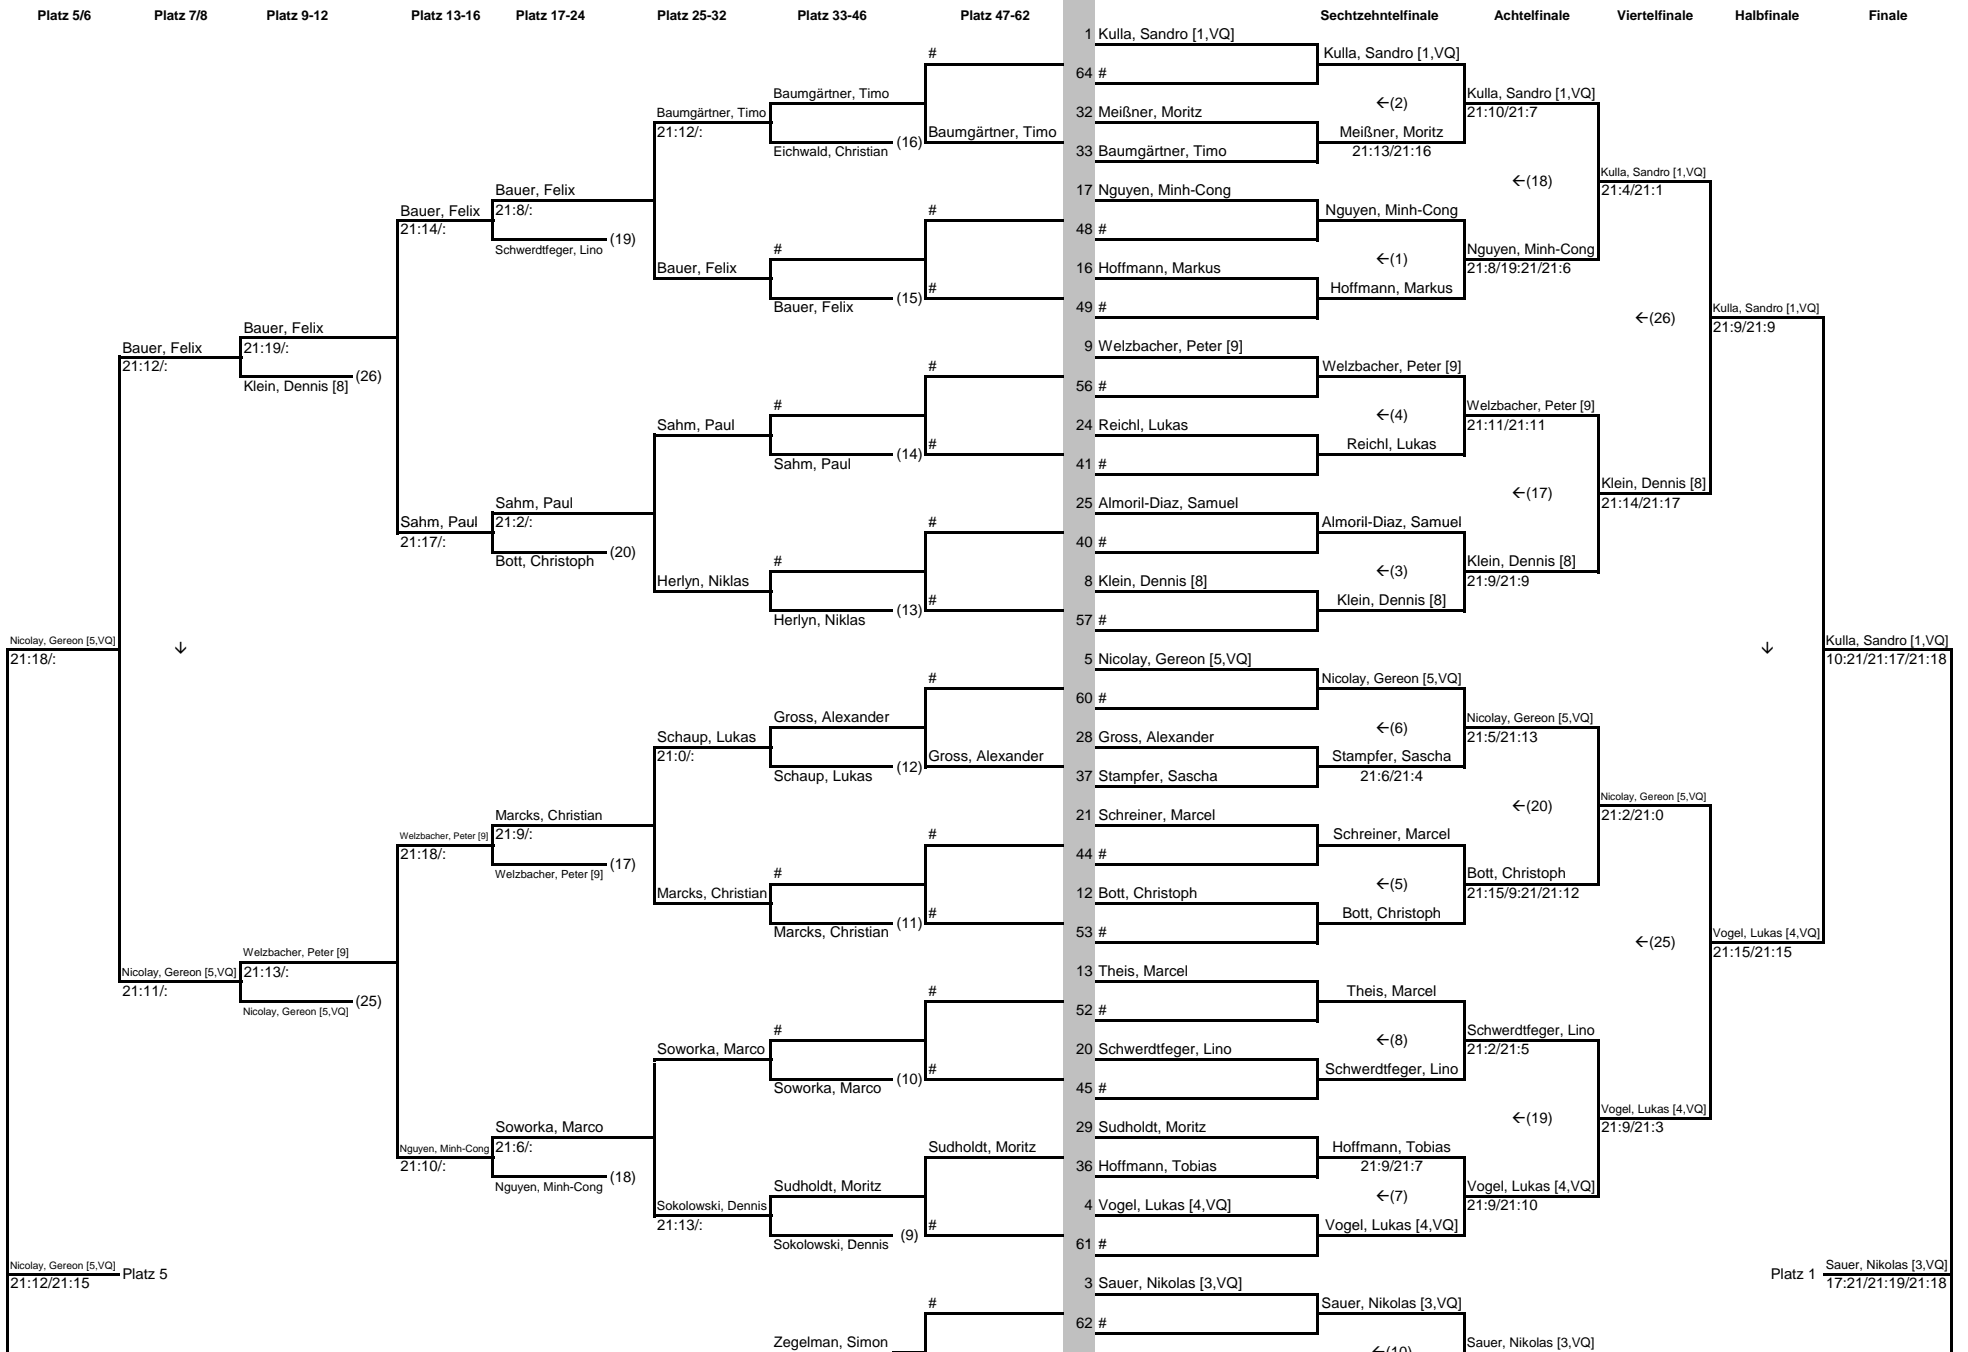 Platz 5/6 Platz 7/8 Platz 9-12 Platz 13-16 Platz 17-24 Platz 25-32 Platz 33-46 Platz 47-62 Sechtzehntelfinale Achtelfinale Viertelfinale Halbfinale Finale
1 Kulla, Sandro [1,VQ]
# Kulla, Sandro [1,VQ]
64 #
Baumgärtner, Timo Kulla, Sandro [1,VQ]
←(2)
Baumgärtner, Timo 32 Meißner, Moritz 21:10/21:7
21:12/: Baumgärtner, Timo Meißner, Moritz
(16)
Eichwald, Christian 33 Baumgärtner, Timo 21:13/21:16
Kulla, Sandro [1,VQ]
←(18)
Bauer, Felix 17 Nguyen, Minh-Cong 21:4/21:1
Bauer, Felix 21:8/: # Nguyen, Minh-Cong
21:14/: 48 #
(19)
Schwerdtfeger, Lino # Nguyen, Minh-Cong
←(1)
Bauer, Felix 16 Hoffmann, Markus 21:8/19:21/21:6
# Hoffmann, Markus
(15)
Bauer, Felix 49 #
Kulla, Sandro [1,VQ]
←(26)
Bauer, Felix 21:9/21:9
Bauer, Felix 21:19/: 9 Welzbacher, Peter [9]
21:12/: # Welzbacher, Peter [9]
(26)
Klein, Dennis [8] 56 #
# Welzbacher, Peter [9]
←(4)
Sahm, Paul 24 Reichl, Lukas 21:11/21:11
# Reichl, Lukas
(14)
Sahm, Paul 41 #
Klein, Dennis [8]
←(17)
Sahm, Paul 25 Almoril-Diaz, Samuel 21:14/21:17
Sahm, Paul 21:2/: # Almoril-Diaz, Samuel
21:17/: 40 #
(20)
Bott, Christoph # Klein, Dennis [8]
←(3)
Herlyn, Niklas 8 Klein, Dennis [8] 21:9/21:9
# Klein, Dennis [8]
(13)
Herlyn, Niklas 57 #
Nicolay, Gereon [5,VQ] ↓ ↓ Kulla, Sandro [1,VQ]
21:18/: 5 Nicolay, Gereon [5,VQ] 10:21/21:17/21:18
# Nicolay, Gereon [5,VQ]
60 #
Gross, Alexander Nicolay, Gereon [5,VQ]
←(6)
Schaup, Lukas 28 Gross, Alexander 21:5/21:13
21:0/: Gross, Alexander Stampfer, Sascha
(12)
Schaup, Lukas 37 Stampfer, Sascha 21:6/21:4
Nicolay, Gereon [5,VQ]
←(20)
Marcks, Christian 21 Schreiner, Marcel 21:2/21:0
Welzbacher, Peter [9] 21:9/: # Schreiner, Marcel
21:18/: 44 #
(17)
Welzbacher, Peter [9] # Bott, Christoph
←(5)
Marcks, Christian 12 Bott, Christoph 21:15/9:21/21:12
# Bott, Christoph
(11)
Marcks, Christian 53 #
Vogel, Lukas [4,VQ]
←(25)
Welzbacher, Peter [9] 21:15/21:15
Nicolay, Gereon [5,VQ] 21:13/: 13 Theis, Marcel
21:11/: # Theis, Marcel
(25)
Nicolay, Gereon [5,VQ] 52 #
# Schwerdtfeger, Lino
←(8)
Soworka, Marco 20 Schwerdtfeger, Lino 21:2/21:5
# Schwerdtfeger, Lino
(10)
Soworka, Marco 45 #
Vogel, Lukas [4,VQ]
←(19)
Soworka, Marco 29 Sudholdt, Moritz 21:9/21:3
Nguyen, Minh-Cong 21:6/: Sudholdt, Moritz Hoffmann, Tobias
21:10/: 36 Hoffmann, Tobias 21:9/21:7
(18)
Nguyen, Minh-Cong Sudholdt, Moritz Vogel, Lukas [4,VQ]
←(7)
Sokolowski, Dennis 4 Vogel, Lukas [4,VQ] 21:9/21:10
21:13/: # Vogel, Lukas [4,VQ]
(9)
Sokolowski, Dennis 61 #
Nicolay, Gereon [5,VQ] Platz 5 Platz 1 Sauer, Nikolas [3,VQ]
21:12/21:15 3 Sauer, Nikolas [3,VQ] 17:21/21:19/21:18
# Sauer, Nikolas [3,VQ]
62 #
Zegelman, Simon Sauer, Nikolas [3,VQ]
←(10)